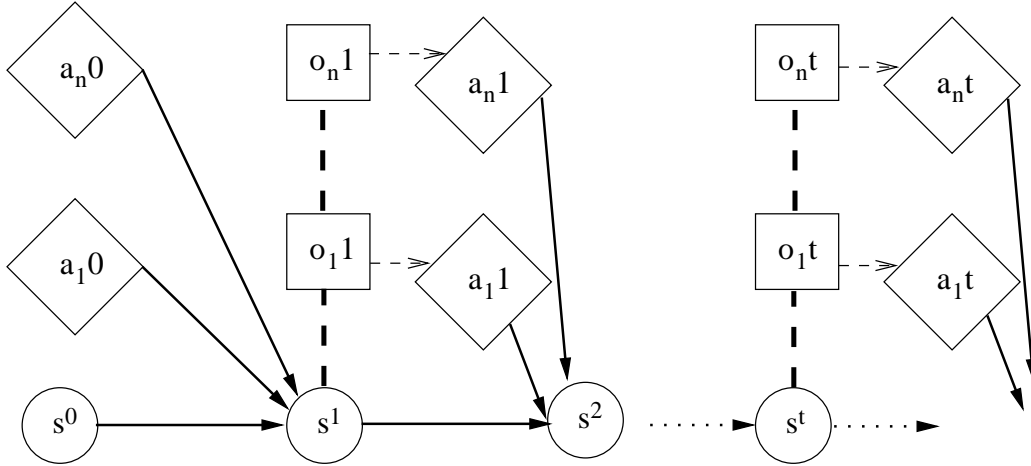 aₙ0 oₙ1 aₙ1 oₙt aₙt
a₁0 o₁1 a₁1 o₁t a₁t
s⁰ s¹ s² sᵗ